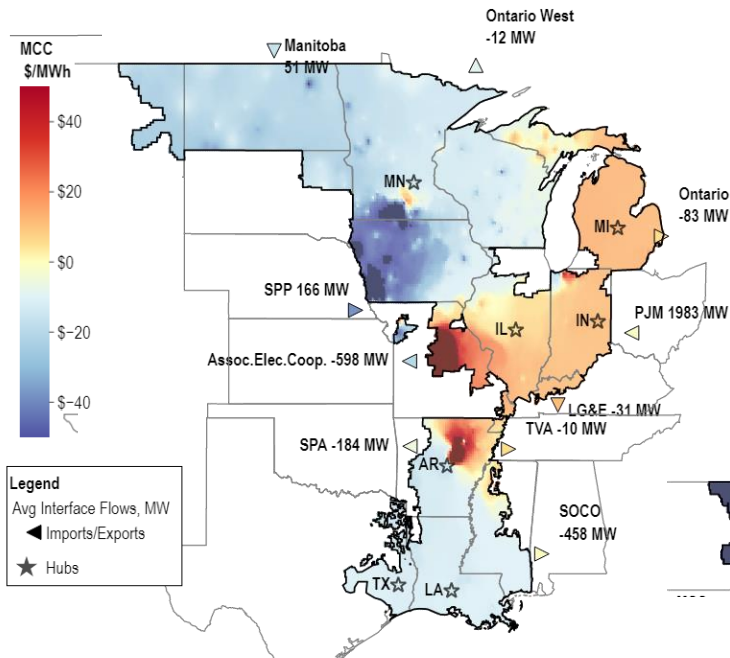 Ontario West
-12 MW
MCC
$/MWh
Manitoba
51 MW
$40
$20
$0
$-20
$-40
MN
Ontario
-83 MW
MI
SPP 166 MW
PJM 1983 MW
IL
IN
Assoc.Elec.Coop. -598 MW
LG&E -31 MW
TVA -10 MW
SPA -184 MW
AR
Legend
Avg Interface Flows, MW
Imports/Exports
Hubs
SOCO
-458 MW
TX
LA